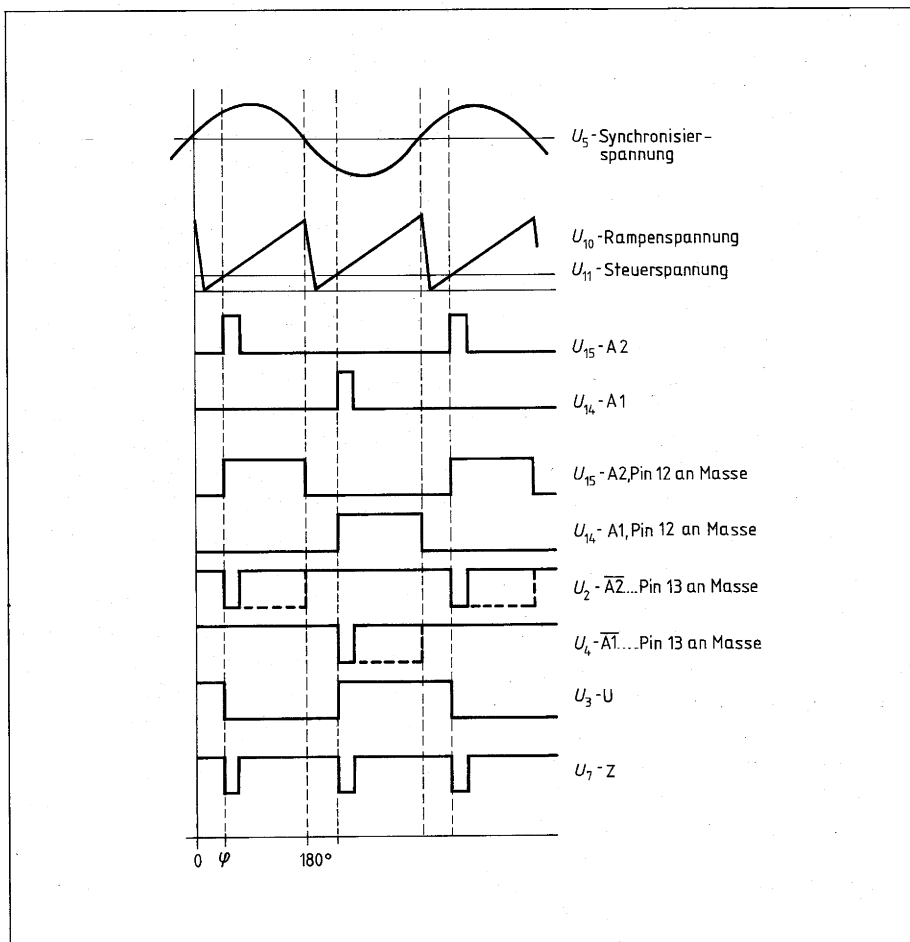 U5-Synchronisier-
spannung
U10-Rampenspannung
U11-Steuerspannung
U15-A2
U14-A1
U15-A2,Pin 12 an Masse
U14-A1,Pin 12 an Masse
U2-A̅2̅...Pin 13 an Masse
U4-A̅1̅....Pin 13 an Masse
U3-U
U7-Z
0 φ 180°